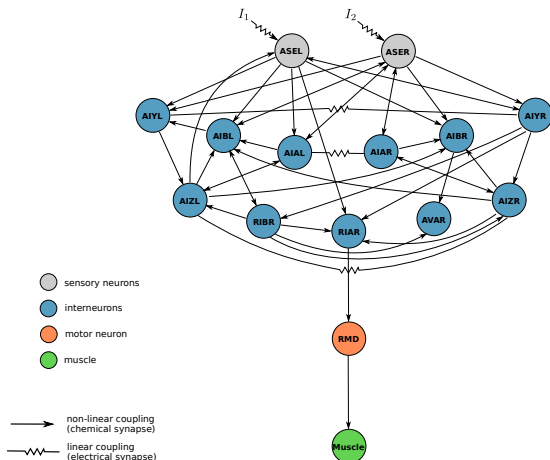 I1 I2
ASEL ASER
AIYL AIYR
AIBL AIBR
AIAL AIAR
AIZL AIZR
RIBR AVAR
RIAR
sensory neurons
interneurons
motor neuron
RMD
muscle
non-linear coupling
(chemical synapse)
linear coupling
(electrical synapse)
Muscle